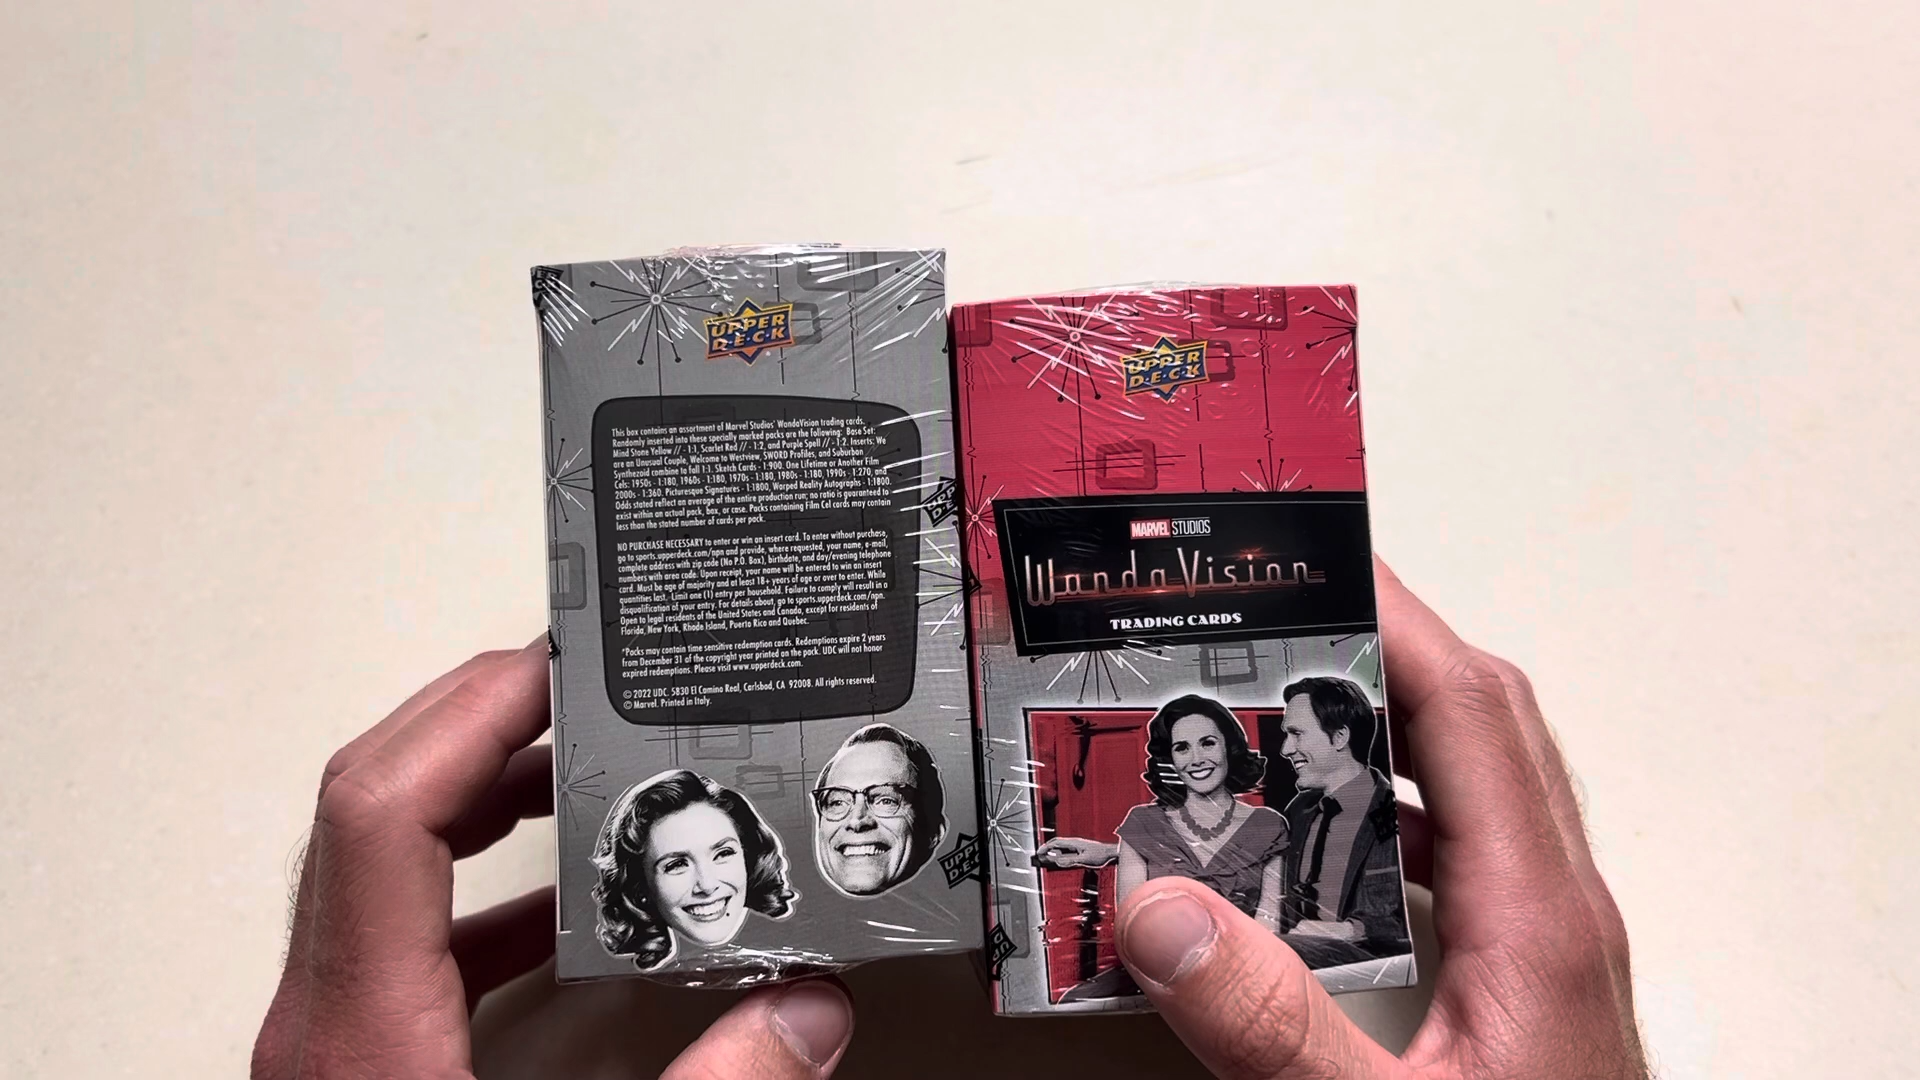 UPPER
D·E·C·K
This box contains an assortment of Marvel Studios' WandaVision trading cards.
Randomly inserted into these specially marked packs are the following: Base Set:
Mind Stone Yellow // - 1:1, Scarlet Red // - 1:2, and Purple Spell // - 1:2. Inserts: We
are an Unusual Couple, Welcome to Westview, SWORD Profiles, and Suburban
Synthezoid combine to fall 1:1. Sketch Cards - 1:900. One Lifetime or Another Film
Cels: 1950s - 1:180, 1960s - 1:180, 1970s - 1:180, 1980s - 1:180, 1990s - 1:270, and
2000s - 1:360. Picturesque Signatures - 1:1800, Warped Reality Autographs - 1:1800.
Odds stated reflect an average of the entire production run; no ratio is guaranteed to
exist within an actual pack, box, or case. Packs containing Film Cel cards may contain
less than the stated number of cards per pack.
NO PURCHASE NECESSARY to enter or win an insert card. To enter without purchase,
go to sports.upperdeck.com/npn and provide, where requested, your name, e-mail,
complete address with zip code (No P.O. Box), birthdate, and day/evening telephone
numbers with area code. Upon receipt, your name will be entered to win an insert
card. Must be age of majority and at least 18+ years of age or over to enter. While
quantities last. Limit one (1) entry per household. Failure to comply will result in a
disqualification of your entry. For details about, go to sports.upperdeck.com/npn.
Open to legal residents of the United States and Canada, except for residents of
Florida, New York, Rhode Island, Puerto Rico and Quebec.
*Packs may contain time sensitive redemption cards. Redemptions expire 2 years
from December 31 of the copyright year printed on the pack. UDC will not honor
expired redemptions. Please visit www.upperdeck.com.
© 2022 UDC. 5830 El Camino Real, Carlsbad, CA 92008. All rights reserved.
© Marvel. Printed in Italy.
UPPER
D·E·C·K
MARVEL STUDIOS
WandaVision
TRADING CARDS